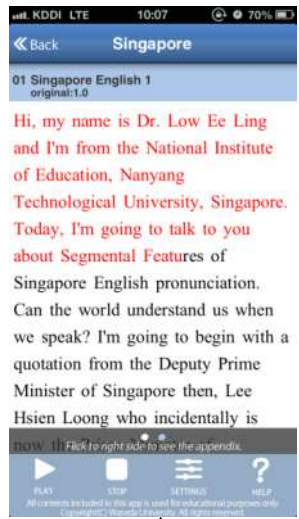 KDDI LTE 10:07 70%
Back Singapore
01 Singapore English 1
original:1.0
Hi, my name is Dr. Low Ee Ling
and I'm from the National Institute
of Education, Nanyang
Technological University, Singapore.
Today, I'm going to talk to you
about Segmental Features of
Singapore English pronunciation.
Can the world understand us when
we speak? I'm going to begin with a
quotation from the Deputy Prime
Minister of Singapore then, Lee
Hsien Loong who incidentally is
now the
Flick to right side to see the appendix.
PLAY STOP SETTINGS HELP
All contents included in this app is used for educational purposes only.
Copyright(C) Waseda University. All rights reserved.